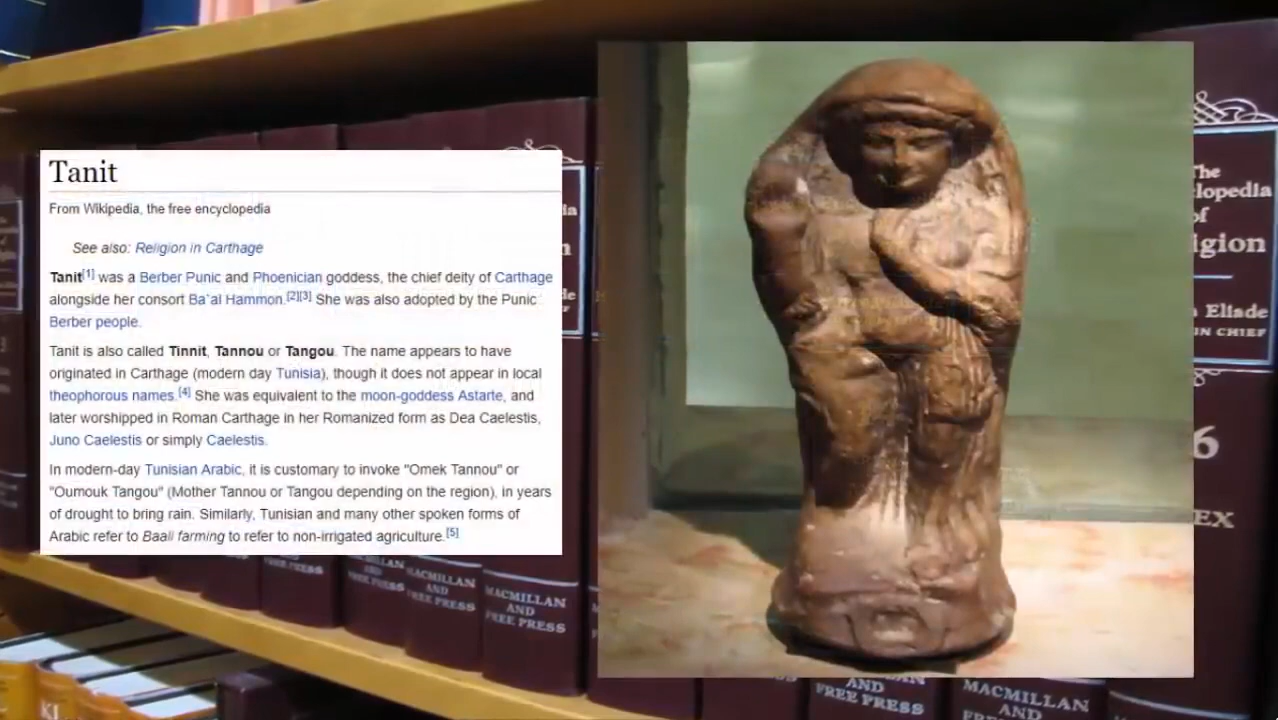 Tanit
From Wikipedia, the free encyclopedia
See also: Religion in Carthage
Tanit[1] was a Berber Punic and Phoenician goddess, the chief deity of Carthage
alongside her consort Ba`al Hammon.[2][3] She was also adopted by the Punic
Berber people.
Tanit is also called Tinnit, Tannou or Tangou. The name appears to have
originated in Carthage (modern day Tunisia), though it does not appear in local
theophorous names.[4] She was equivalent to the moon-goddess Astarte, and
later worshipped in Roman Carthage in her Romanized form as Dea Caelestis,
Juno Caelestis or simply Caelestis.
In modern-day Tunisian Arabic, it is customary to invoke "Omek Tannou" or
"Oumouk Tangou" (Mother Tannou or Tangou depending on the region), in years
of drought to bring rain. Similarly, Tunisian and many other spoken forms of
Arabic refer to Baali farming to refer to non-irrigated agriculture.[5]
The
lopedia
of
igion
Eliade
IN CHIEF
6
EX
FREE PRESS
FREE PRESS
MACMILLAN
AND
FREE PRESS
MACMILLAN
AND
FREE PRESS
AND
FREE PRESS
MACMILLAN
AND